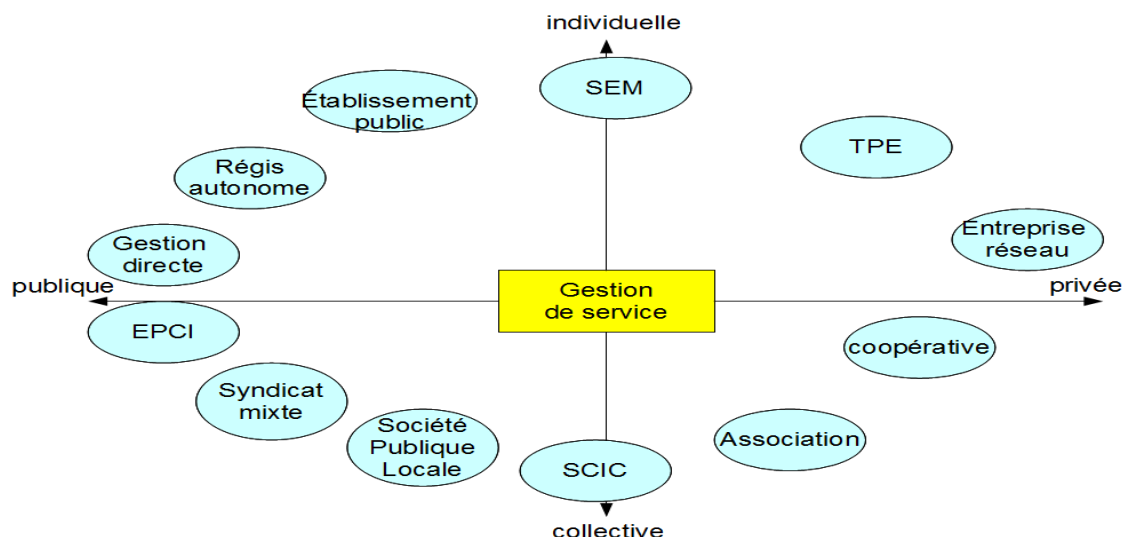 individuelle
SEM
Établissement
public
TPE
Régis
autonome
Entreprise
réseau
Gestion
directe
publique
privée
Gestion
de service
EPCI
coopérative
Syndicat
mixte
Société
Publique
Locale
Association
SCIC
collective